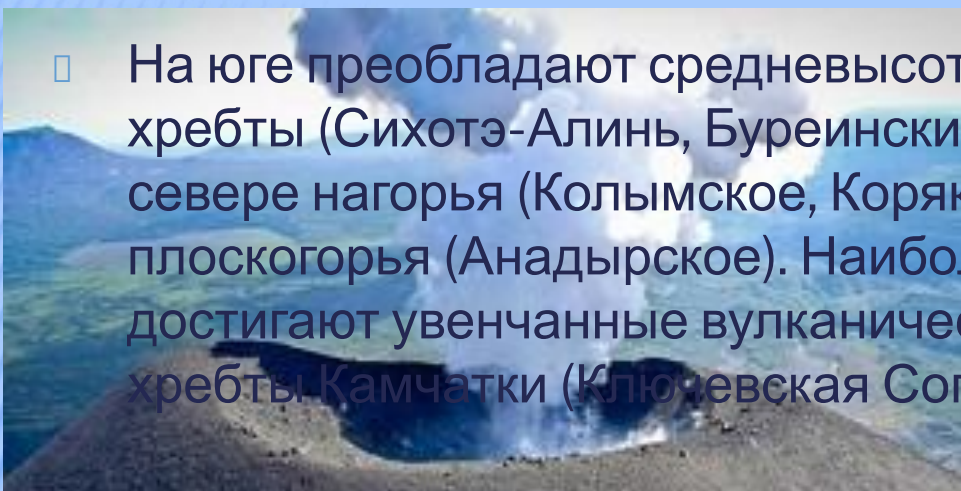 На юге преобладают средневысот
хребты (Сихотэ-Алинь, Буреински
севере нагорья (Колымское, Коряк
плоскогорья (Анадырское). Наибол
достигают увенчанные вулканичес
хребты Камчатки (Ключевская Соп